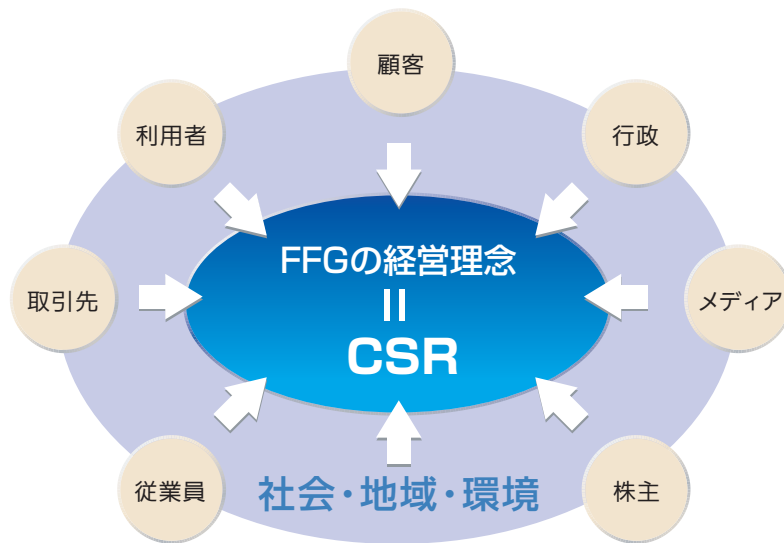 顧客
利用者
行政
FFGの経営理念
=
CSR
取引先
メディア
従業員
社会・地域・環境
株主